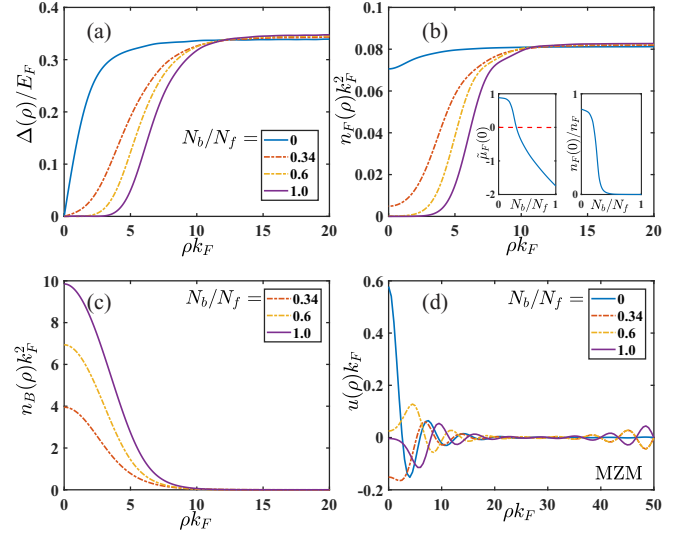 (a)
Δ(ρ)/E_F
0.4
0.3
0.2
0.1
0
N_b/N_f =
0
0.34
0.6
1.0
0 5 10 15 20
ρk_F
(b)
n_F(ρ)k_F^2
0.12
0.08
0.04
0
μ_F(0)
1
0
-1
-2
0 N_b/N_f 1
n_F(0)/n_F
1
0.5
0
0 N_b/N_f 1
0 5 10 15 20
ρk_F
(c)
n_B(ρ)k_F^2
10
8
6
4
2
0
N_b/N_f =
0.34
0.6
1.0
0 5 10 15 20
ρk_F
(d)
u(ρ)k_F
0.6
0.4
0.2
0
-0.2
N_b/N_f =
0
0.34
0.6
1.0
MZM
0 10 20 30 40 50
ρk_F